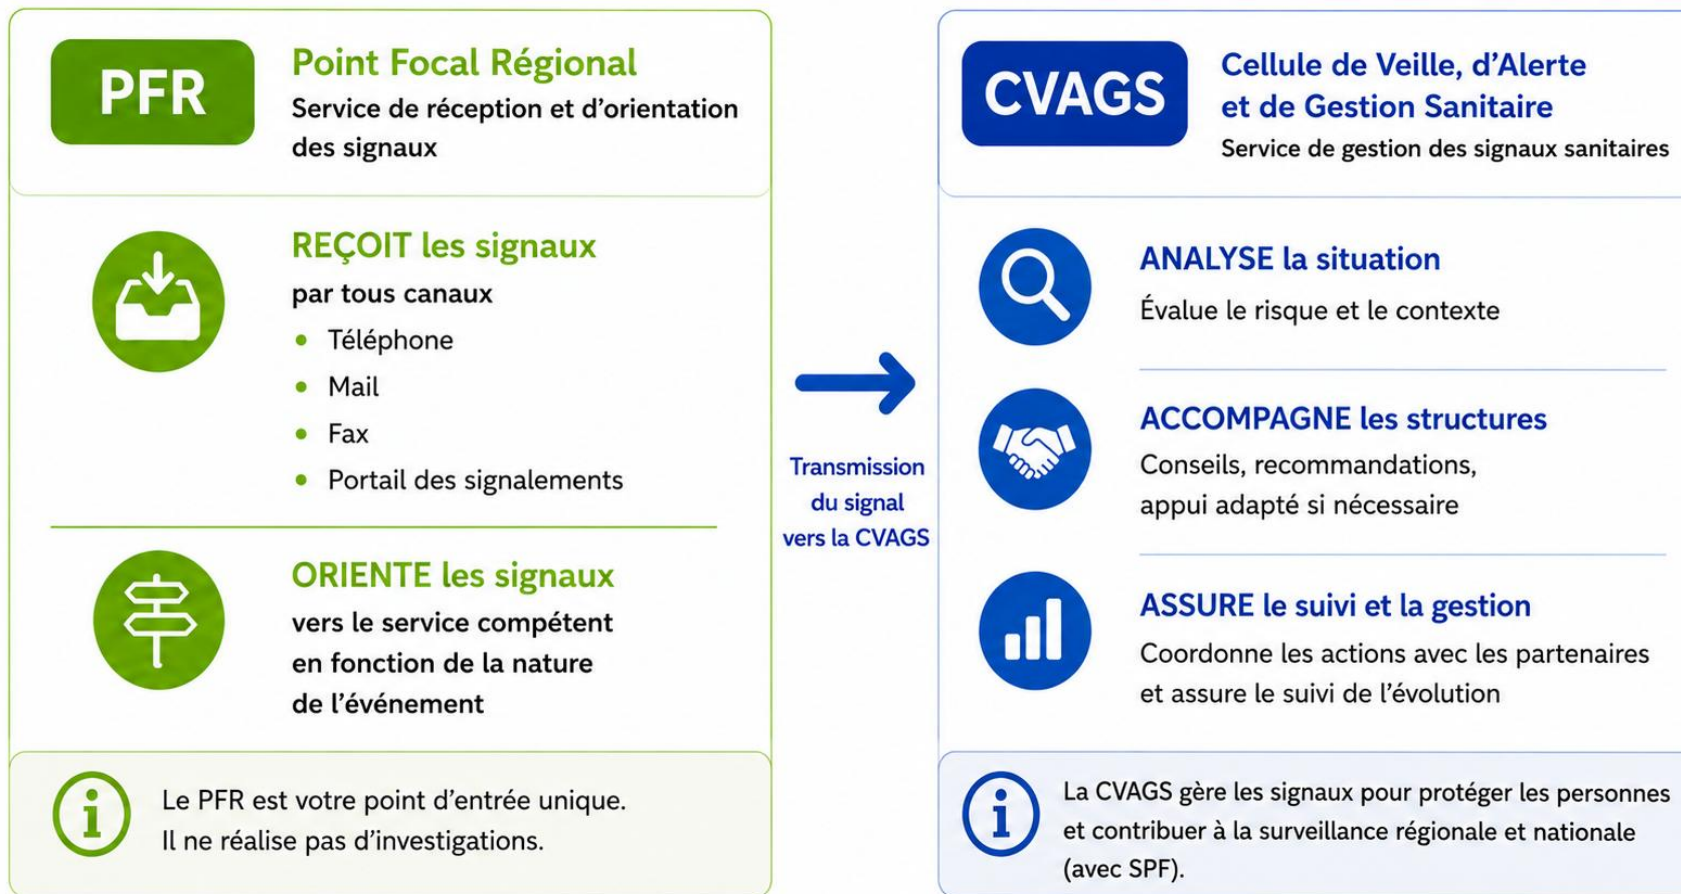 PFR
Point Focal Régional
Service de réception et d’orientation
des signaux
REÇOIT les signaux
par tous canaux
• Téléphone
• Mail
• Fax
• Portail des signalements
ORIENTE les signaux
vers le service compétent
en fonction de la nature
de l’événement
i
Le PFR est votre point d’entrée unique.
Il ne réalise pas d’investigations.
Transmission
du signal
vers la CVAGS
CVAGS
Cellule de Veille, d’Alerte
et de Gestion Sanitaire
Service de gestion des signaux sanitaires
ANALYSE la situation
Évalue le risque et le contexte
ACCOMPAGNE les structures
Conseils, recommandations,
appui adapté si nécessaire
ASSURE le suivi et la gestion
Coordonne les actions avec les partenaires
et assure le suivi de l’évolution
i
La CVAGS gère les signaux pour protéger les personnes
et contribuer à la surveillance régionale et nationale
(avec SPF).